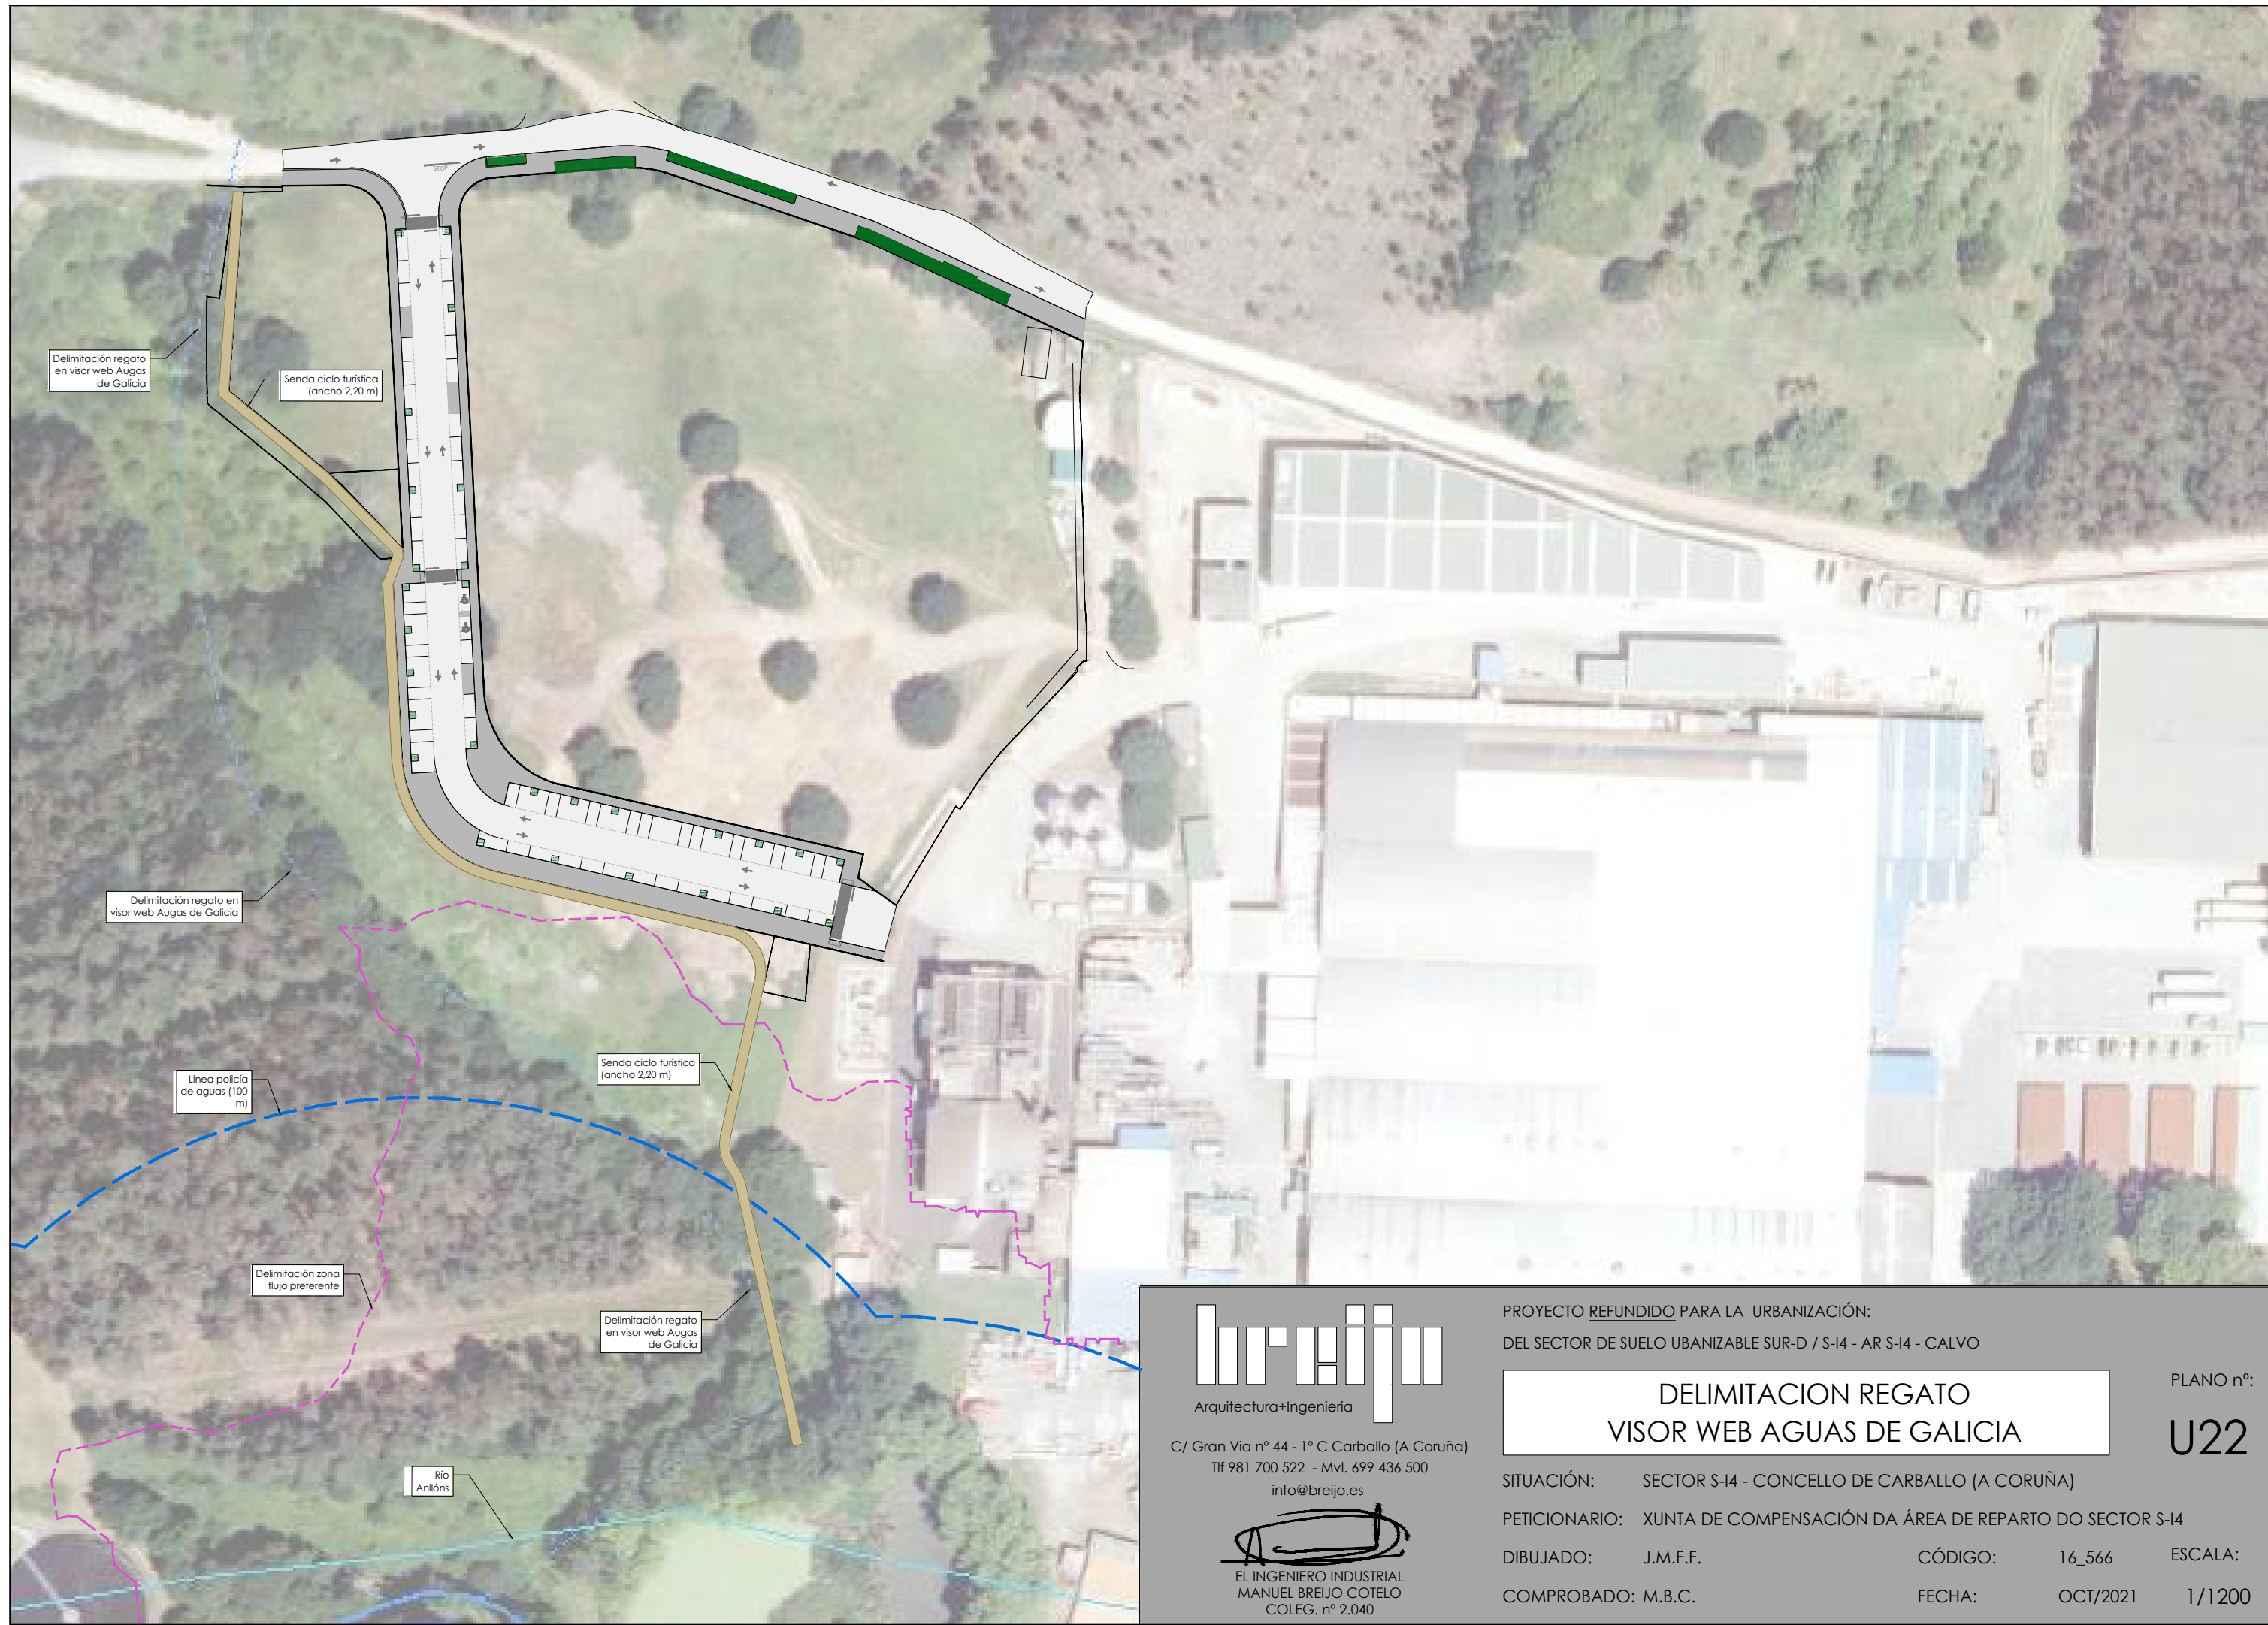 STOP
Delimitación regato
en visor web Augas
de Galicia
Senda ciclo turística
(ancho 2,20 m)
Delimitación regato en
visor web Augas de Galicia
Línea policía
de aguas (100
m)
Senda ciclo turística
(ancho 2,20 m)
Delimitación zona
flujo preferente
Delimitación regato
en visor web Augas
de Galicia
Río
Anllóns
breijo
Arquitectura+Ingenieria
C/ Gran Via nº 44 - 1º C Carballo (A Coruña)
Tlf 981 700 522 - Mvl. 699 436 500
info@breijo.es
EL INGENIERO INDUSTRIAL
MANUEL BREIJO COTELO
COLEG. nº 2.040
PROYECTO REFUNDIDO PARA LA URBANIZACIÓN:
DEL SECTOR DE SUELO UBANIZABLE SUR-D / S-I4 - AR S-I4 - CALVO
DELIMITACION REGATO
VISOR WEB AGUAS DE GALICIA
PLANO nº:
U22
SITUACIÓN: SECTOR S-I4 - CONCELLO DE CARBALLO (A CORUÑA)
PETICIONARIO: XUNTA DE COMPENSACIÓN DA ÁREA DE REPARTO DO SECTOR S-I4
DIBUJADO: J.M.F.F. CÓDIGO: 16_566 ESCALA:
COMPROBADO: M.B.C. FECHA: OCT/2021 1/1200